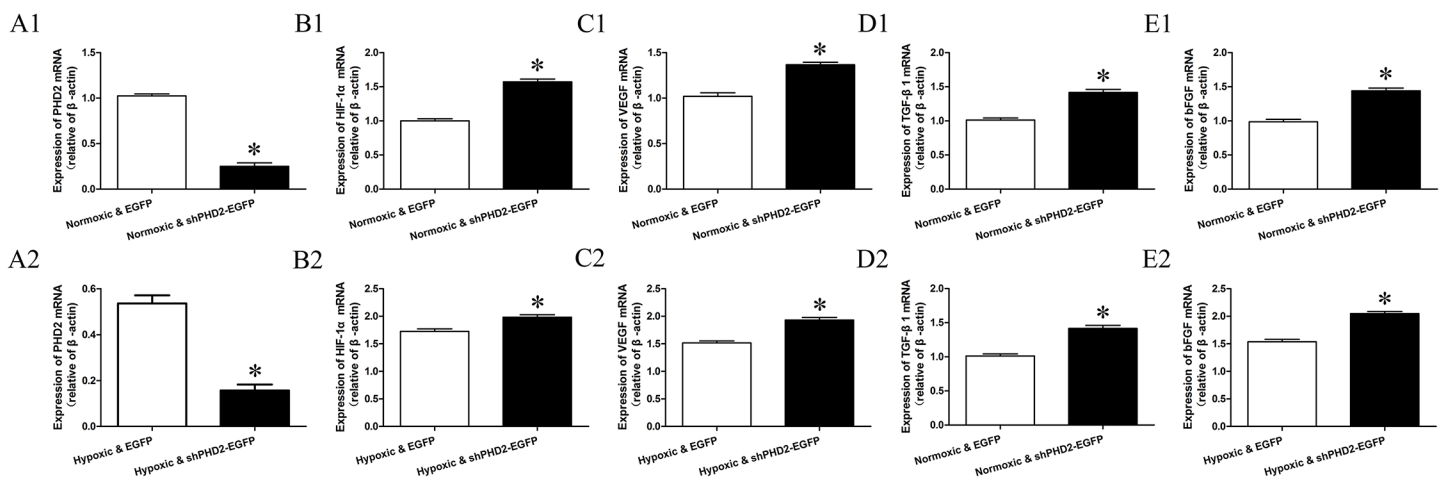 A1
Expression of PHD2 mRNA
(relative of β -actin)
1.5
1.0
0.5
0.0
*
Normoxic & EGFP
Normoxic & shPHD2-EGFP
B1
Expression of HIF-1α mRNA
(relative of β -actin)
2.0
1.5
1.0
0.5
0.0
*
Normoxic & EGFP
Normoxic & shPHD2-EGFP
C1
Expression of VEGF mRNA
(relative of β -actin)
1.5
1.0
0.5
0.0
*
Normoxic & EGFP
Normoxic & shPHD2-EGFP
D1
Expression of TGF-β 1 mRNA
(relative of β -actin)
2.0
1.5
1.0
0.5
0.0
*
Normoxic & EGFP
Normoxic & shPHD2-EGFP
E1
Expression of bFGF mRNA
(relative of β -actin)
2.0
1.5
1.0
0.5
0.0
*
Normoxic & EGFP
Normoxic & shPHD2-EGFP
A2
Expression of PHD2 mRNA
(relative of β -actin)
0.6
0.4
0.2
0.0
*
Hypoxic & EGFP
Hypoxic & shPHD2-EGFP
B2
Expression of HIF-1α mRNA
(relative of β -actin)
2.5
2.0
1.5
1.0
0.5
0.0
*
Hypoxic & EGFP
Hypoxic & shPHD2-EGFP
C2
Expression of VEGF mRNA
(relative of β -actin)
2.5
2.0
1.5
1.0
0.5
0.0
*
Hypoxic & EGFP
Hypoxic & shPHD2-EGFP
D2
Expression of TGF-β 1 mRNA
(relative of β -actin)
2.0
1.5
1.0
0.5
0.0
*
Normoxic & EGFP
Normoxic & shPHD2-EGFP
E2
Expression of bFGF mRNA
(relative of β -actin)
2.5
2.0
1.5
1.0
0.5
0.0
*
Hypoxic & EGFP
Hypoxic & shPHD2-EGFP